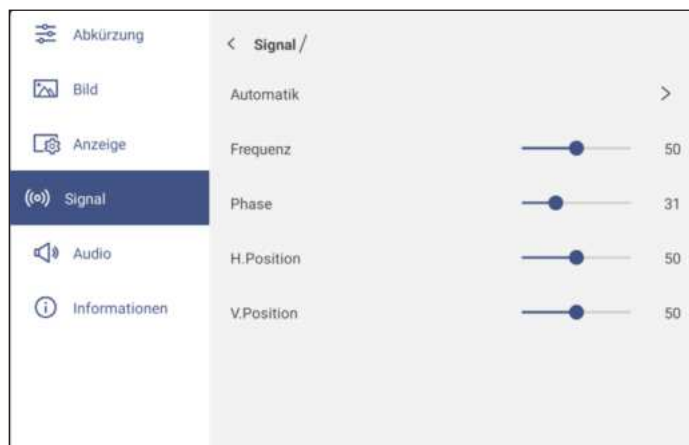 Abkürzung
Bild
Anzeige
Signal
Audio
Informationen
< Signal /
Automatik >
Frequenz 50
Phase 31
H.Position 50
V.Position 50